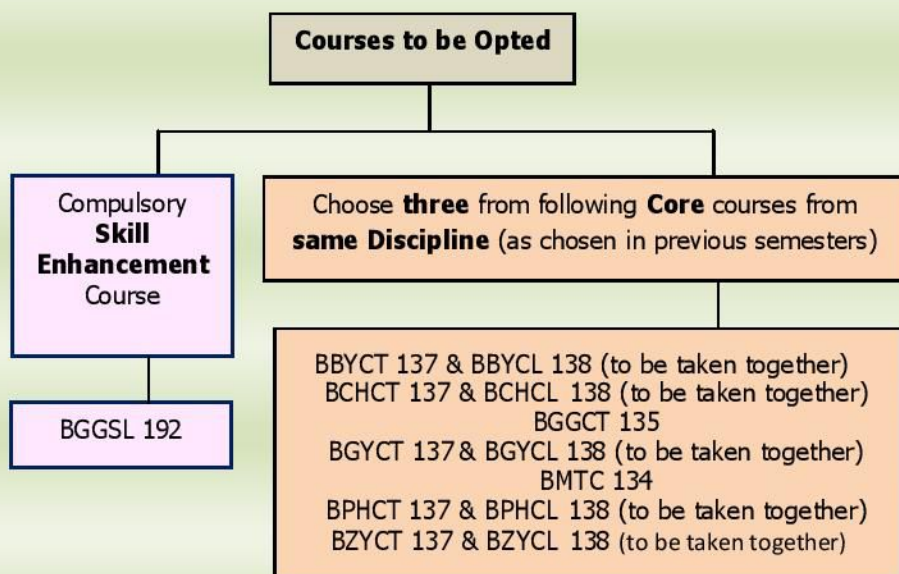 Courses to be Opted
Compulsory
Skill
Enhancement
Course
BGGSL 192
Choose three from following Core courses from
same Discipline (as chosen in previous semesters)
BBYCT 137 & BBYCL 138 (to be taken together)
BCHCT 137 & BCHCL 138 (to be taken together)
BGGCT 135
BGYCT 137& BGYCL 138 (to be taken together)
BMTC 134
BPHCT 137 & BPHCL 138 (to be taken together)
BZYCT 137 & BZYCL 138 (to be taken together)